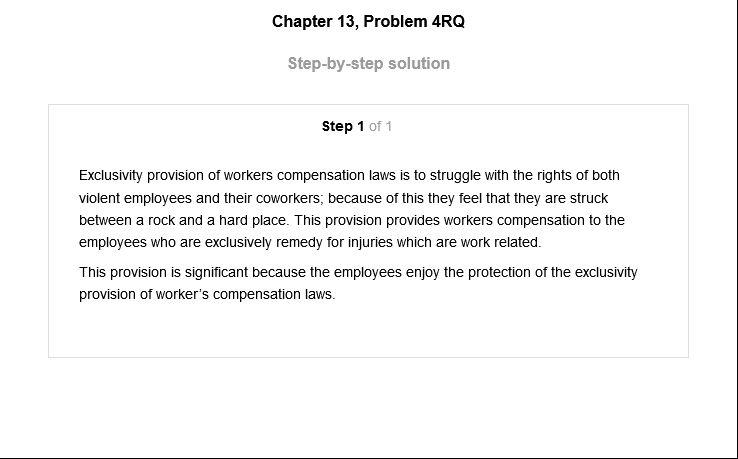 Chapter 13, Problem 4RQ
Step-by-step solution
Step 1 of 1
Exclusivity provision of workers compensation laws is to struggle with the rights of both
violent employees and their coworkers; because of this they feel that they are struck
between a rock and a hard place. This provision provides workers compensation to the
employees who are exclusively remedy for injuries which are work related.
This provision is significant because the employees enjoy the protection of the exclusivity
provision of worker’s compensation laws.